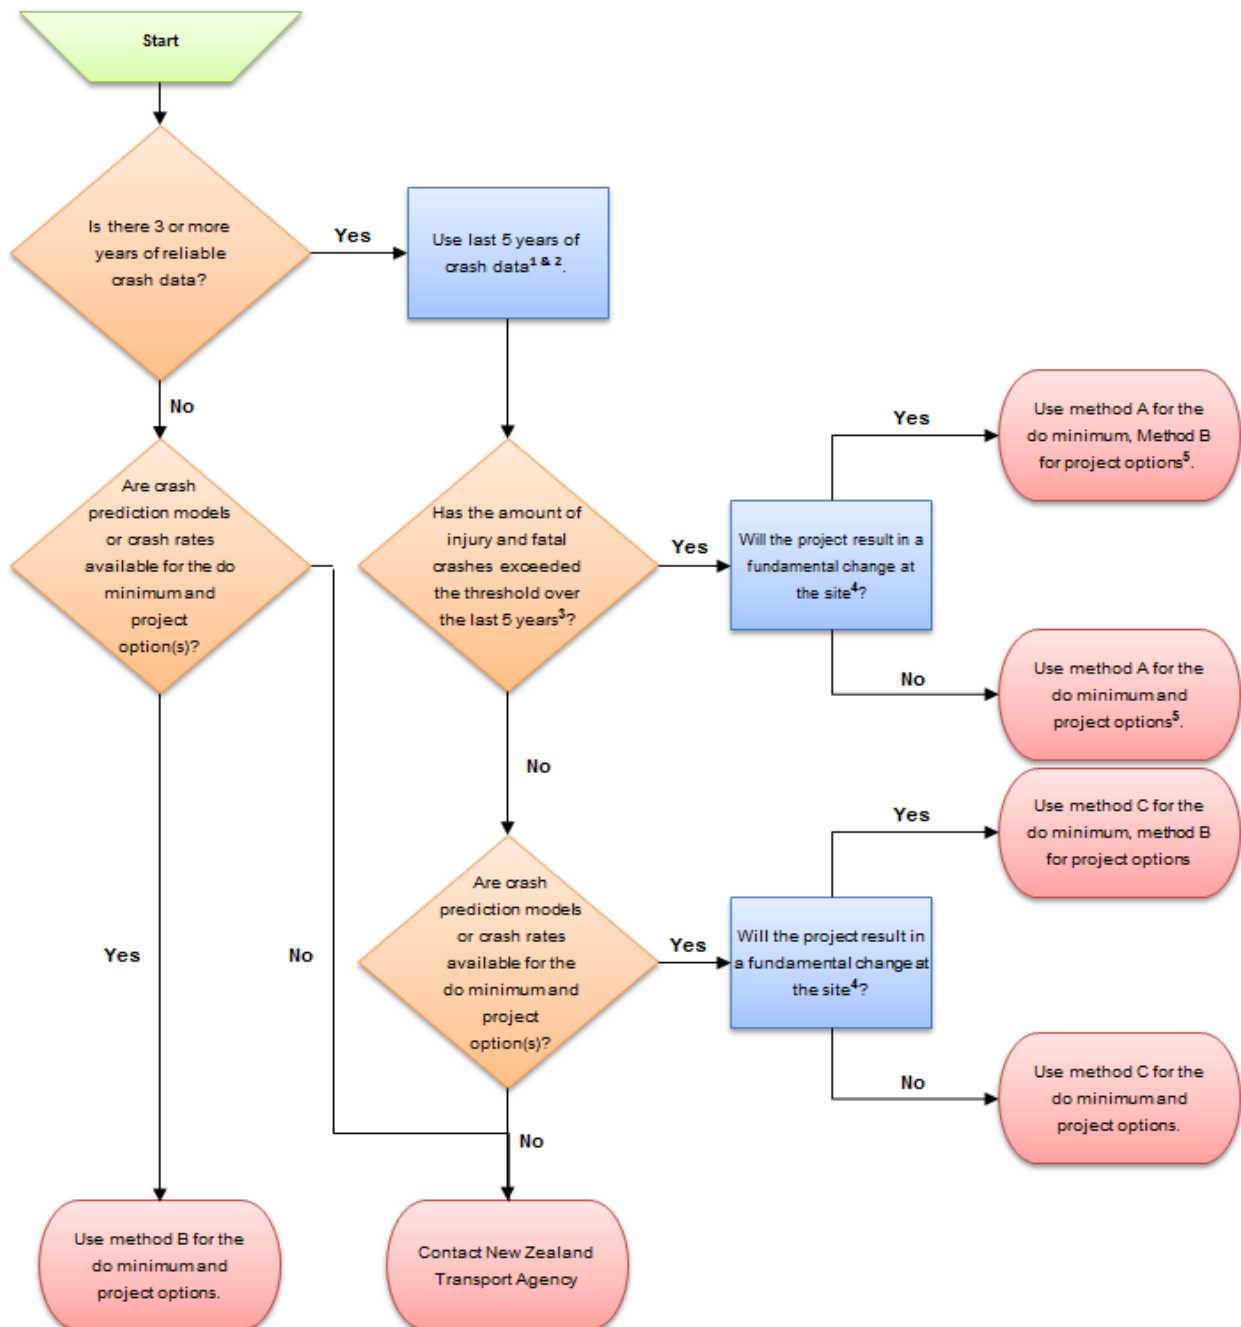 Start
Is there 3 or more
years of reliable
crash data?
Yes
Use last 5 years of
crash data¹ & ².
No
Are crash
prediction models
or crash rates
available for the do
minimum and
project
option(s)?
Has the amount of
injury and fatal
crashes exceeded
the threshold over
the last 5 years³?
Yes
Will the project result in a
fundamental change at
the site⁴?
Yes
Use method A for the
do minimum, Method B
for project options⁵.
No
Use method A for the
do minimum and
project options⁵.
No
Are crash
prediction models
or crash rates
available for the
do minimum and
project
option(s)?
Yes
Will the project result in
a fundamental change at
the site⁴?
Yes
Use method C for the
do minimum, method B
for project options
No
Use method C for the
do minimum and
project options.
Yes
No
No
Use method B for the
do minimum and
project options.
Contact New Zealand
Transport Agency